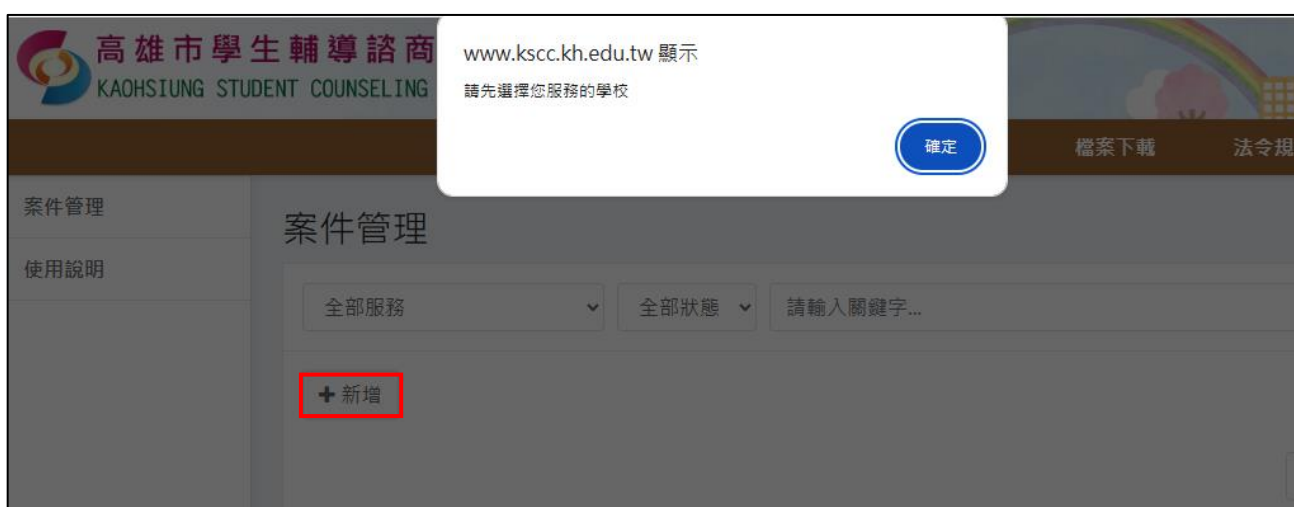 高雄市學生輔導諮商
KAOHSIUNG STUDENT COUNSELING
www.kscc.kh.edu.tw 顯示
請先選擇您服務的學校
確定
檔案下載
法令規
案件管理
使用說明
案件管理
全部服務
全部狀態
請輸入關鍵字...
新增